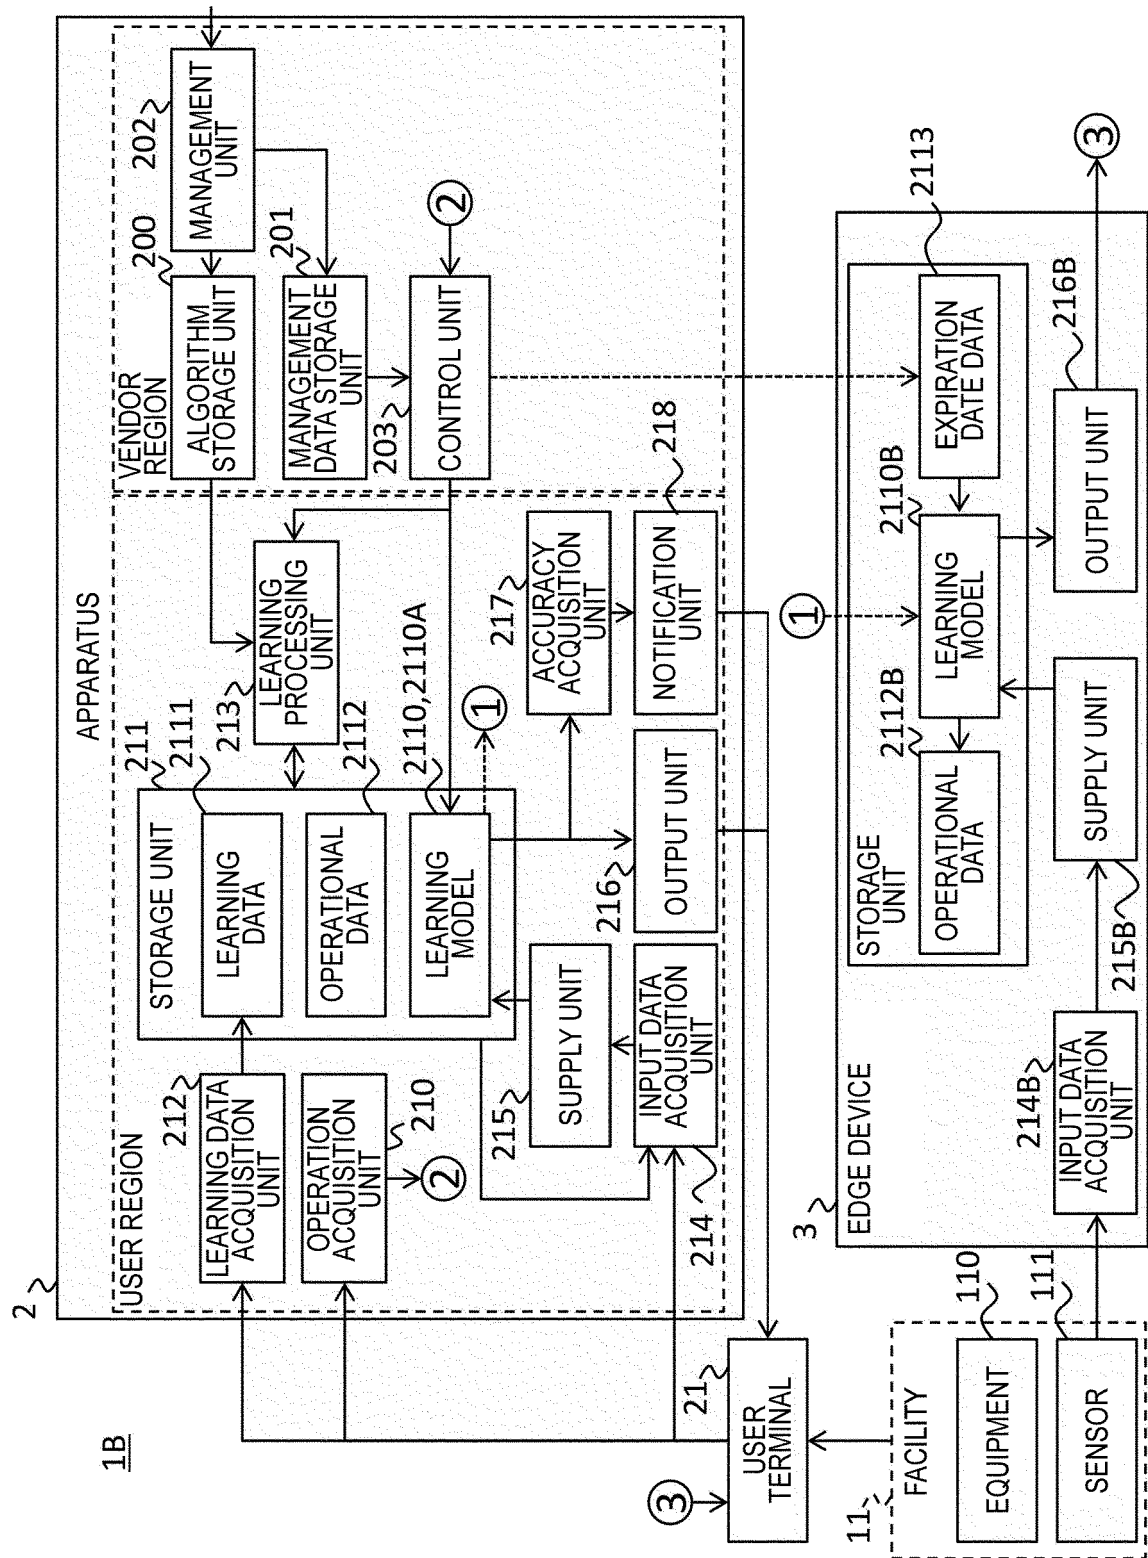 1B
2
APPARATUS
USER REGION
VENDOR
REGION
202
MANAGEMENT
UNIT
200
ALGORITHM
STORAGE UNIT
201
MANAGEMENT
DATA STORAGE
UNIT
203
CONTROL UNIT
2
211
STORAGE UNIT
2111
LEARNING
DATA
2112
OPERATIONAL
DATA
2110,2110A
LEARNING
MODEL
1
213
LEARNING
PROCESSING
UNIT
212
LEARNING DATA
ACQUISITION
UNIT
210
OPERATION
ACQUISITION
UNIT
2
215
SUPPLY UNIT
214
INPUT DATA
ACQUISITION
UNIT
216
OUTPUT UNIT
217
ACCURACY
ACQUISITION
UNIT
218
NOTIFICATION
UNIT
3
21
USER
TERMINAL
11
FACILITY
110
EQUIPMENT
111
SENSOR
3
EDGE DEVICE
STORAGE
UNIT
2112B
OPERATIONAL
DATA
2110B
LEARNING
MODEL
1
2113
EXPIRATION
DATE DATA
214B
INPUT DATA
ACQUISITION
UNIT
215B
SUPPLY UNIT
216B
OUTPUT UNIT
3